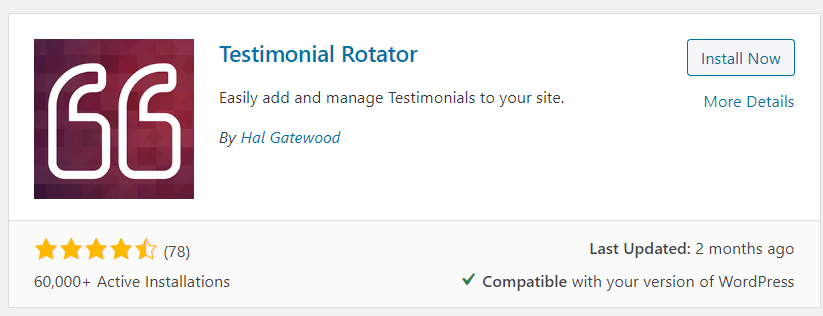 Testimonial Rotator
Install Now
Easily add and manage Testimonials to your site.
More Details
By Hal Gatewood
(78)
Last Updated: 2 months ago
60,000+ Active Installations
Compatible with your version of WordPress